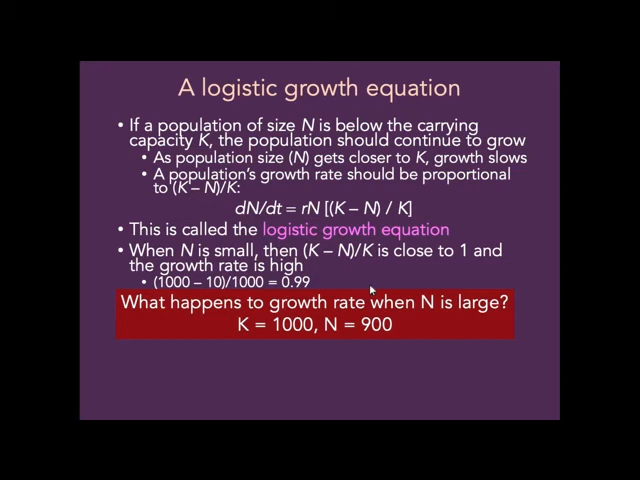 A logistic growth equation
• If a population of size N is below the carrying
capacity K, the population should continue to grow
• As population size (N) gets closer to K, growth slows
• A population's growth rate should be proportional
to (K – N)/K:
dN/dt = rN [(K – N) / K]
• This is called the logistic growth equation
• When N is small, then (K – N)/K is close to 1 and
the growth rate is high
• (1000 – 10)/1000 = 0.99
What happens to growth rate when N is large?
K = 1000, N = 900